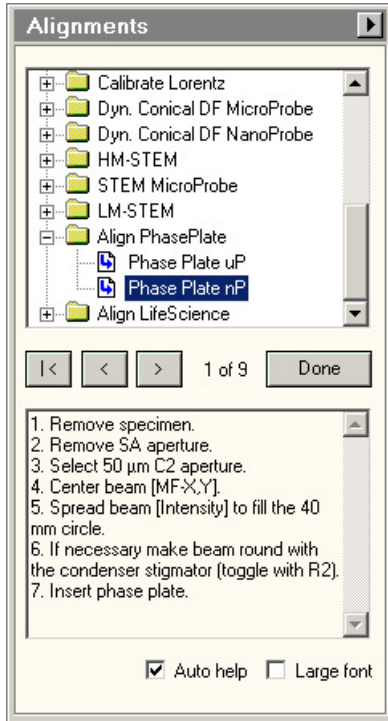 Alignments
Calibrate Lorentz
Dyn. Conical DF MicroProbe
Dyn. Conical DF NanoProbe
HM-STEM
STEM MicroProbe
LM-STEM
Align PhasePlate
Phase Plate uP
Phase Plate nP
Align LifeScience
|< < > 1 of 9 Done
1. Remove specimen.
2. Remove SA aperture.
3. Select 50 µm C2 aperture.
4. Center beam [MF-X,Y].
5. Spread beam [Intensity] to fill the 40
mm circle.
6. If necessary make beam round with
the condenser stigmator (toggle with R2).
7. Insert phase plate.
Auto help Large font